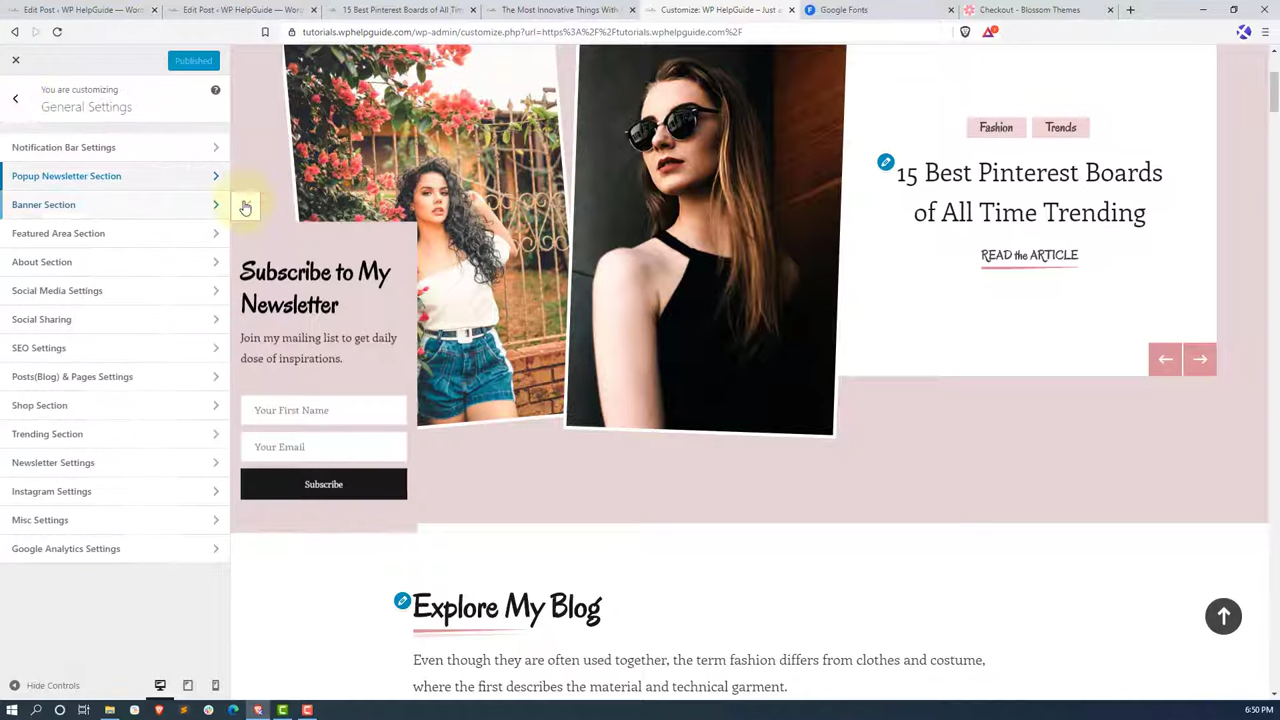 Edit Post ‹ WP HelpGuide — WordP
Edit Post ‹ WP HelpGuide — WordP
15 Best Pinterest Boards of All Tim
The Most Innovative Things With
Customize: WP HelpGuide – Just a
Google Fonts
Checkout - Blossom Themes
tutorials.wphelpguide.com/wp-admin/customize.php?url=https%3A%2F%2Ftutorials.wphelpguide.com%2F
Published
You are customizing
General Settings
Notification Bar Settings
Popup Newsletter Section
Banner Section
Featured Area Section
About Section
Social Media Settings
Social Sharing
SEO Settings
Posts(Blog) & Pages Settings
Shop Section
Trending Section
Newsletter Settings
Instagram Settings
Misc Settings
Google Analytics Settings
Hide Controls
Subscribe to My
Newsletter
Join my mailing list to get daily
dose of inspirations.
Your First Name
Your Email
Subscribe
Fashion
Trends
15 Best Pinterest Boards
of All Time Trending
READ the ARTICLE
Explore My Blog
Even though they are often used together, the term fashion differs from clothes and costume,
where the first describes the material and technical garment.
6:50 PM